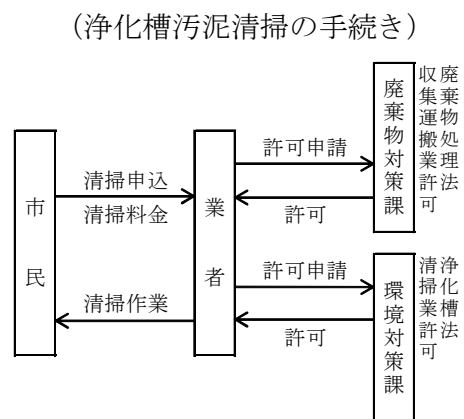 （浄化槽汚泥清掃の手続き）
市民
清掃申込
清掃料金
清掃作業
業者
許可申請
許可
許可申請
許可
廃棄物対策課
廃棄物処理法
収集運搬業許可
環境対策課
浄化槽法
清掃業許可